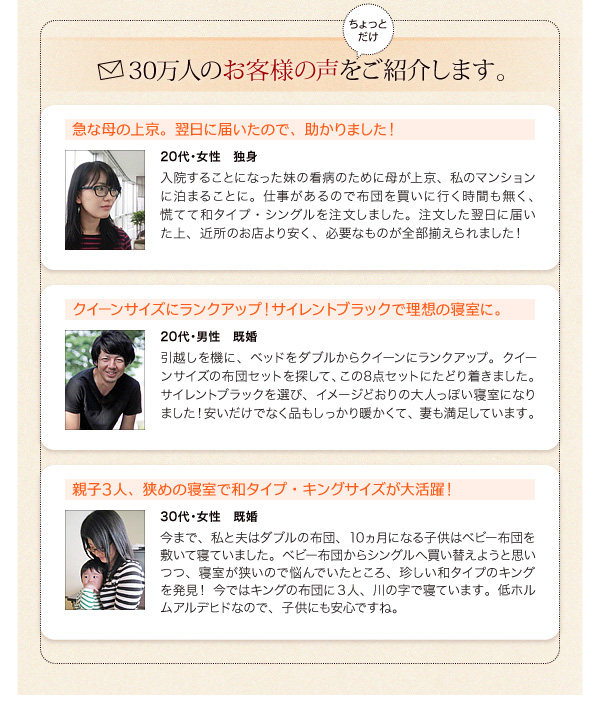 ちょっと
だけ
30万人のお客様の声をご紹介します。
急な母の上京。翌日に届いたので、助かりました！
20代・女性　独身
入院することになった妹の看病のために母が上京、私のマンション
に泊まることに。仕事があるので布団を買いに行く時間も無く、
慌てて和タイプ・シングルを注文しました。注文した翌日に届い
た上、近所のお店より安く、必要なものが全部揃えられました！
クイーンサイズにランクアップ！サイレントブラックで理想の寝室に。
20代・男性　既婚
引越しを機に、ベッドをダブルからクイーンにランクアップ。クイー
ンサイズの布団セットを探して、この8点セットにたどり着きました。
サイレントブラックを選び、イメージどおりの大人っぽい寝室になり
ました！安いだけでなく品もしっかり暖かくて、妻も満足しています。
親子3人、狭めの寝室で和タイプ・キングサイズが大活躍！
30代・女性　既婚
今まで、私と夫はダブルの布団、10ヵ月になる子供はベビー布団を
敷いて寝ていました。ベビー布団からシングルへ買い替えようと思い
つつ、寝室が狭いので悩んでいたところ、珍しい和タイプのキング
を発見！ 今ではキングの布団に3人、川の字で寝ています。低ホル
ムアルデヒドなので、子供にも安心ですね。